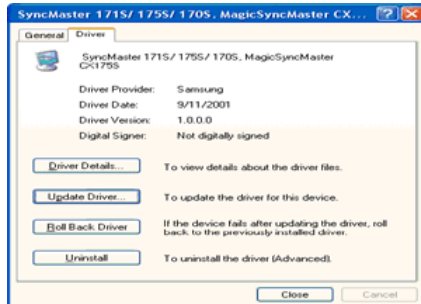 SyncMaster 171S/ 175S/ 170S, MagicSyncMaster CX...
General
Driver
SyncMaster 171S/ 175S/ 170S, MagicSyncMaster
CX175S
Driver Provider: Samsung
Driver Date: 9/11/2001
Driver Version: 1.0.0.0
Digital Signer: Not digitally signed
Driver Details...
To view details about the driver files.
Update Driver...
To update the driver for this device.
Roll Back Driver
If the device fails after updating the driver, roll
back to the previously installed driver.
Uninstall
To uninstall the driver (Advanced).
Close
Cancel